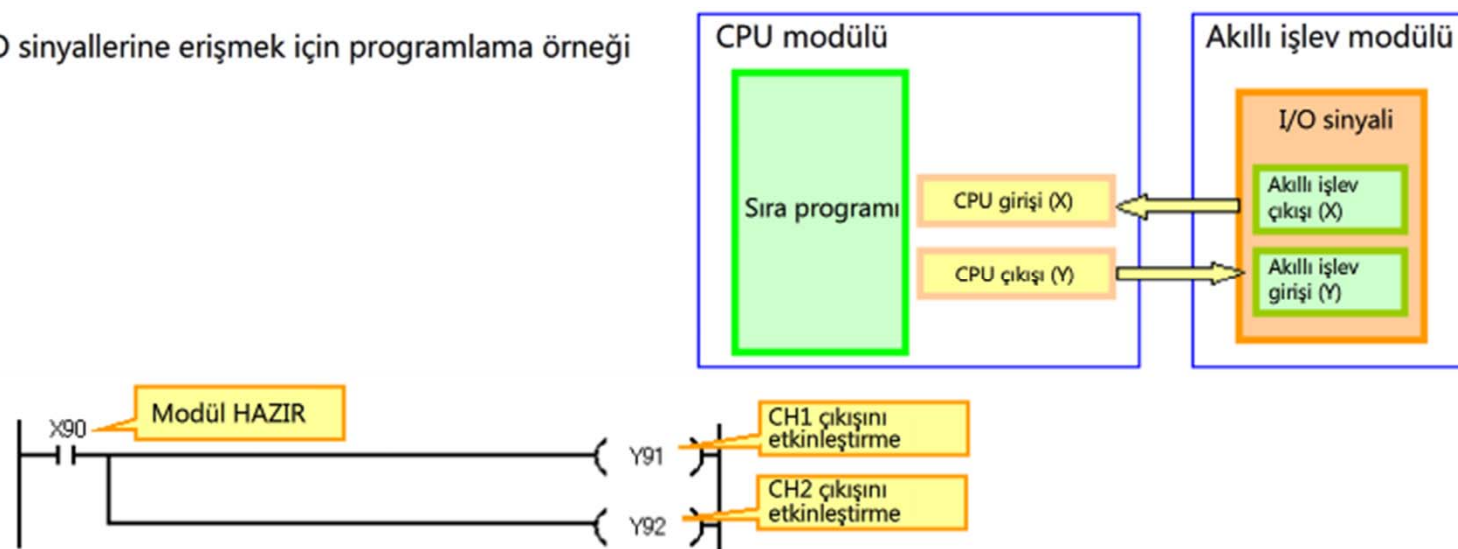 O sinyallerine erişmek için programlama örneği
CPU modülü
Akıllı işlev modülü
I/O sinyali
Sıra programı
CPU girişi (X)
Akıllı işlev
çıkışı (X)
CPU çıkışı (Y)
Akıllı işlev
girişi (Y)
X90
Modül HAZIR
Y91
CH1 çıkışını
etkinleştirme
Y92
CH2 çıkışını
etkinleştirme